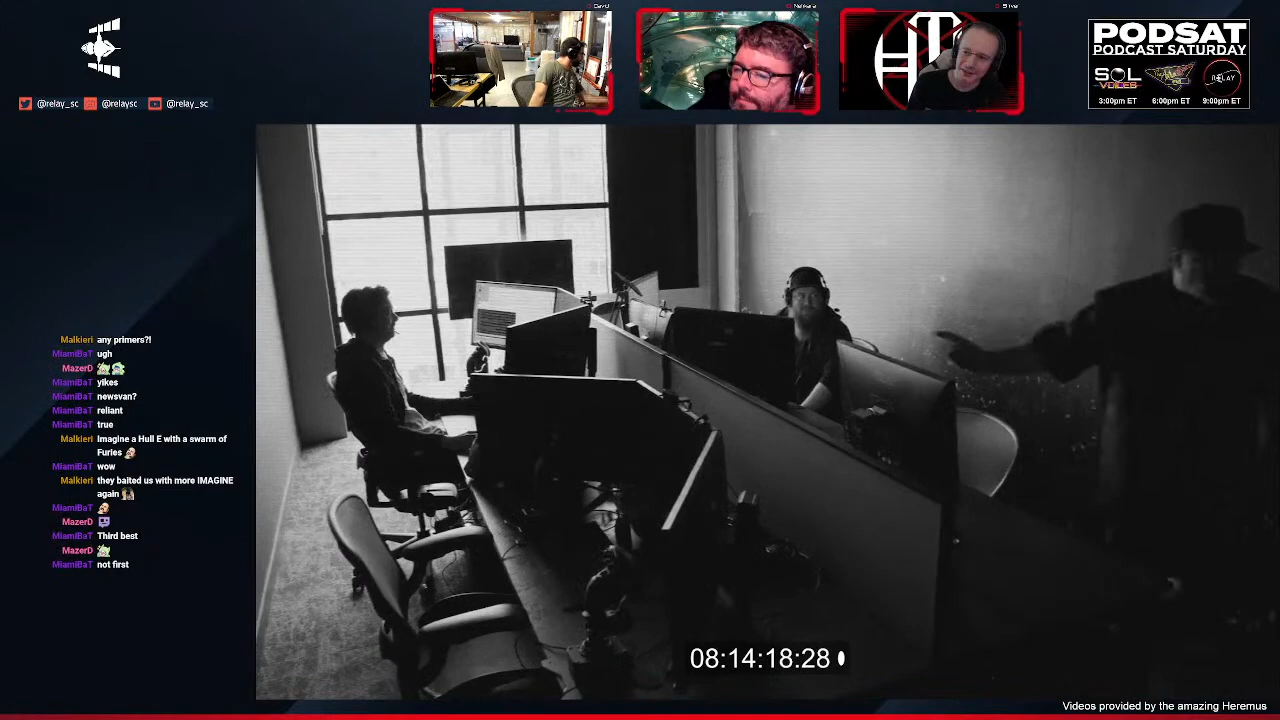 @relay_sc @relaysc @relay_sc
David
PODSAT
PODCAST SATURDAY
SOL
VOICES
RELAY
3:00pm ET 6:00pm ET 9:00pm ET
Malkieri any primers?!
MiamiBaT ugh
MazerD
MiamiBaT yikes
MiamiBaT newsvan?
MiamiBaT reliant
MiamiBaT true
Malkieri Imagine a Hull E with a swarm of
Furies
MiamiBaT wow
Malkieri they baited us with more IMAGINE
again
MiamiBaT
MazerD
MiamiBaT Third best
MazerD
MiamiBaT not first
08:14:18:28
Videos provided by the amazing Heremus